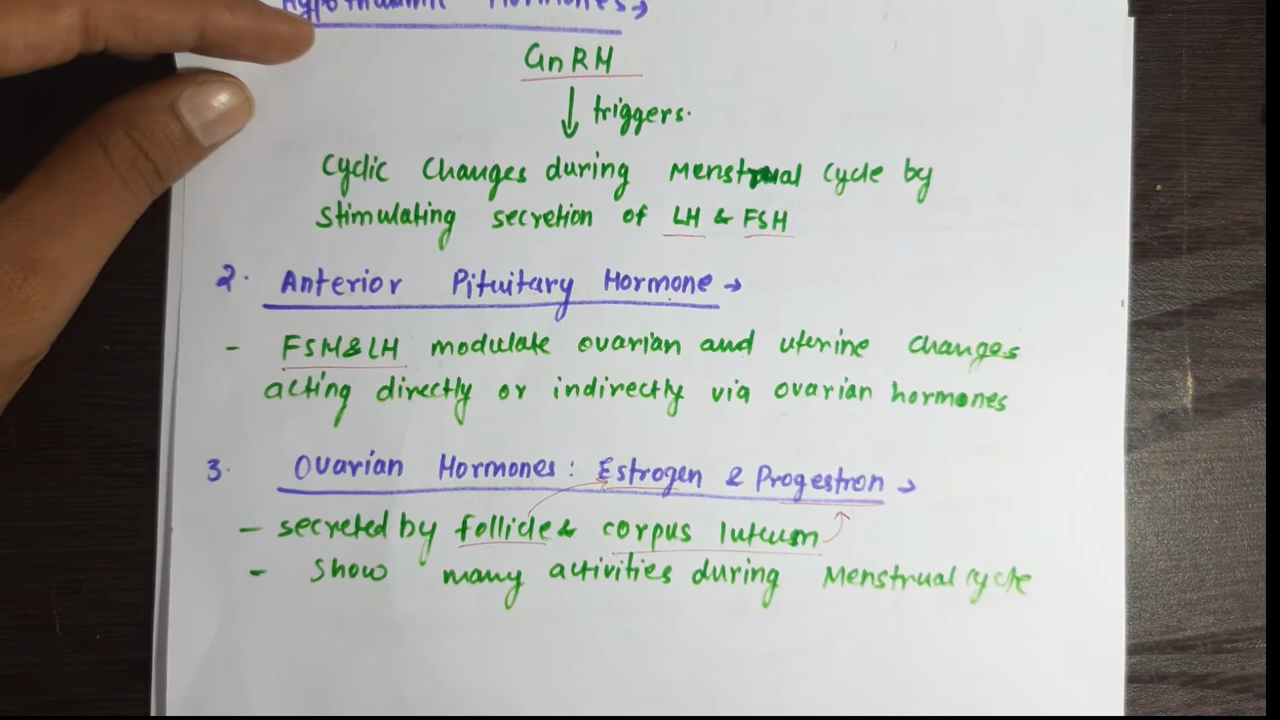 Hypothalamic Hormones →
GnRH
↓ triggers.
Cyclic Changes during Menstrual Cycle by
stimulating secretion of LH & FSH
2. Anterior Pituitary Hormone →
- FSH&LH modulate ovarian and uterine changes
acting directly or indirectly via ovarian hormones
3. Ovarian Hormones: Estrogen & Progestron →
- secreted by follicle & corpus luteum
- Show many activities during Menstrual cycle